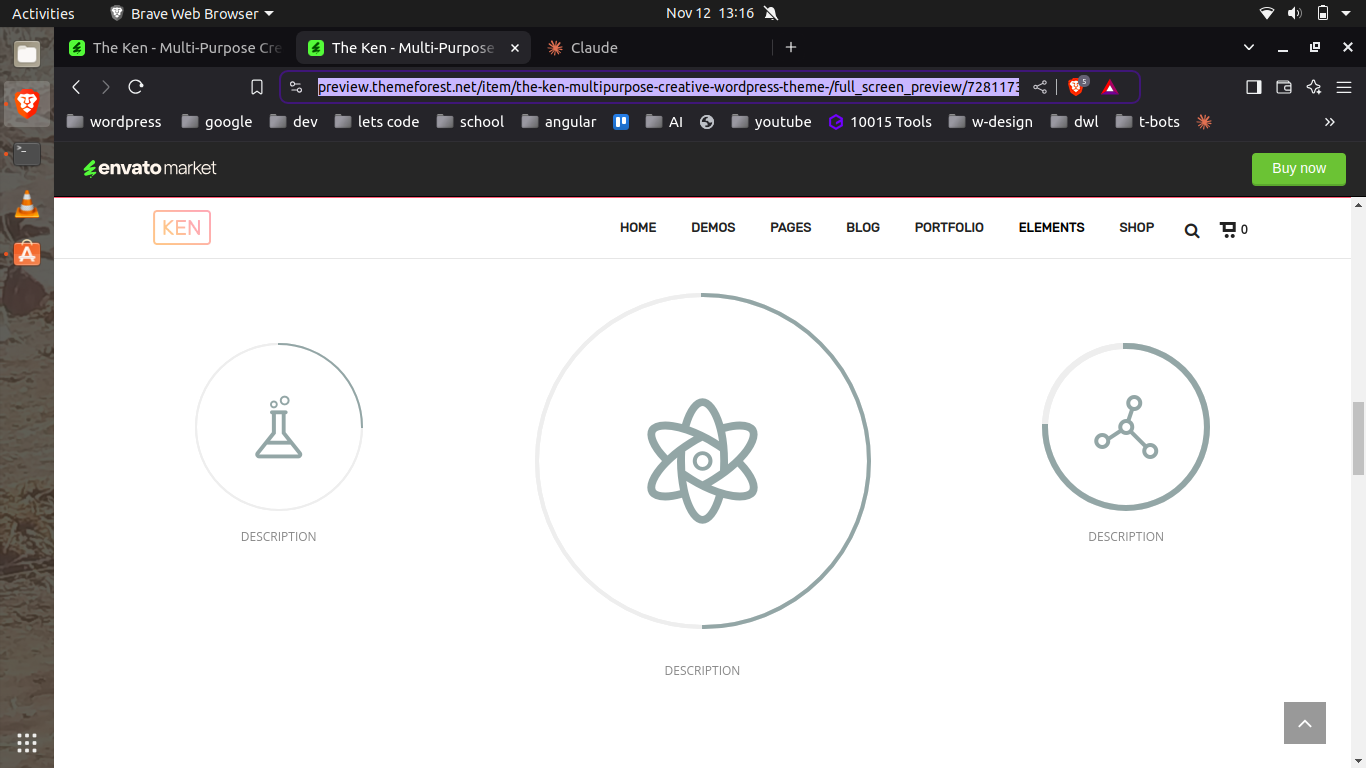 Activities Brave Web Browser Nov 12 13:16
The Ken - Multi-Purpose Cre The Ken - Multi-Purpose Claude
preview.themeforest.net/item/the-ken-multipurpose-creative-wordpress-theme-/full_screen_preview/7281173 5
wordpress google dev lets code school angular AI youtube 10015 Tools w-design dwl t-bots
envato market Buy now
KEN HOME DEMOS PAGES BLOG PORTFOLIO ELEMENTS SHOP 0
DESCRIPTION DESCRIPTION
DESCRIPTION